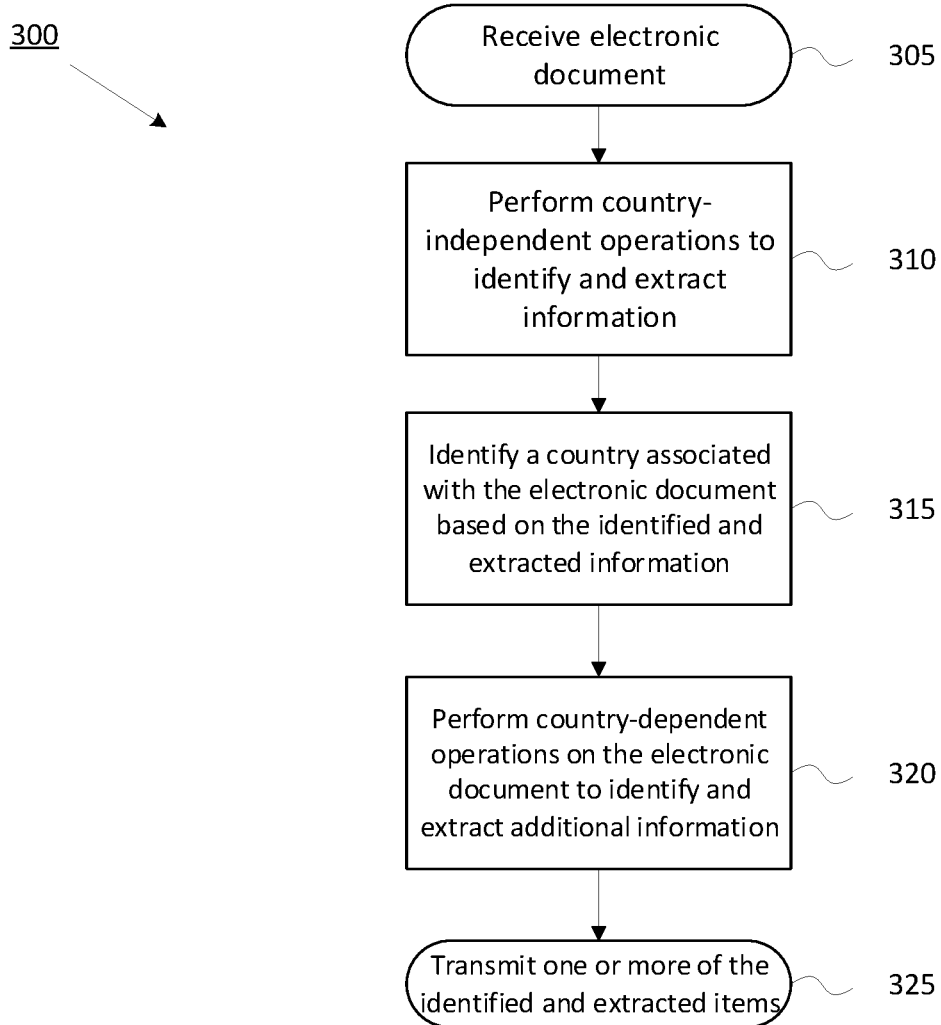 300
Receive electronic
document
305
Perform country-
independent operations to
identify and extract
information
310
Identify a country associated
with the electronic document
based on the identified and
extracted information
315
Perform country-dependent
operations on the electronic
document to identify and
extract additional information
320
Transmit one or more of the
identified and extracted items
325